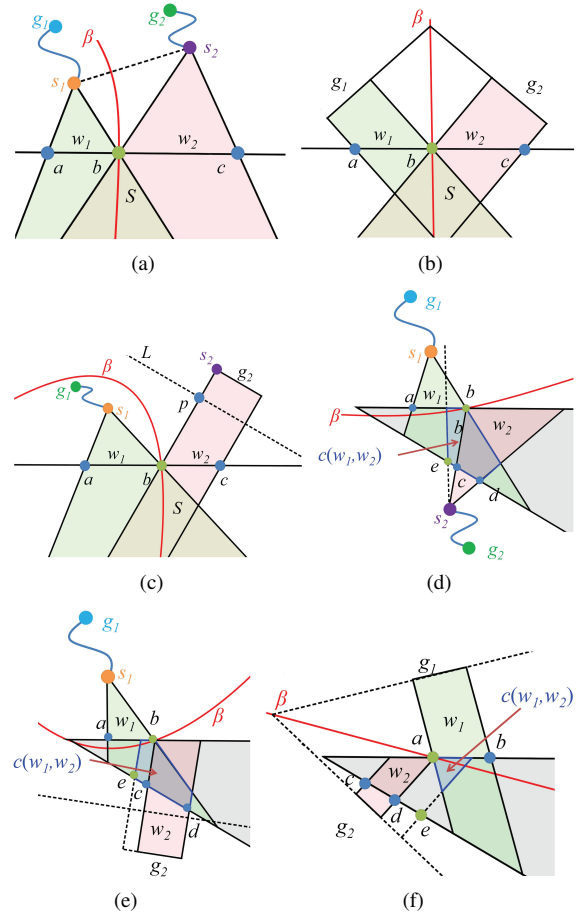 g₁ g₂
β
s₂
s₁
w₁ w₂
a b c
S
(a)
β
g₁ g₂
w₁ w₂
a b c
S
(b)
L
β s₂
g₁ g₂
s₁ p
w₁ w₂
a b c
S
(c)
g₁
s₁
a b
w₁
β b w₂
c(w₁,w₂)
e c
d
s₂
g₂
(d)
g₁
s₁
a w₁ b β
c(w₁,w₂)
e c
w₂ d
g₂
(e)
g₁
c(w₁,w₂)
β w₁
a b
c w₂
d
g₂ e
(f)